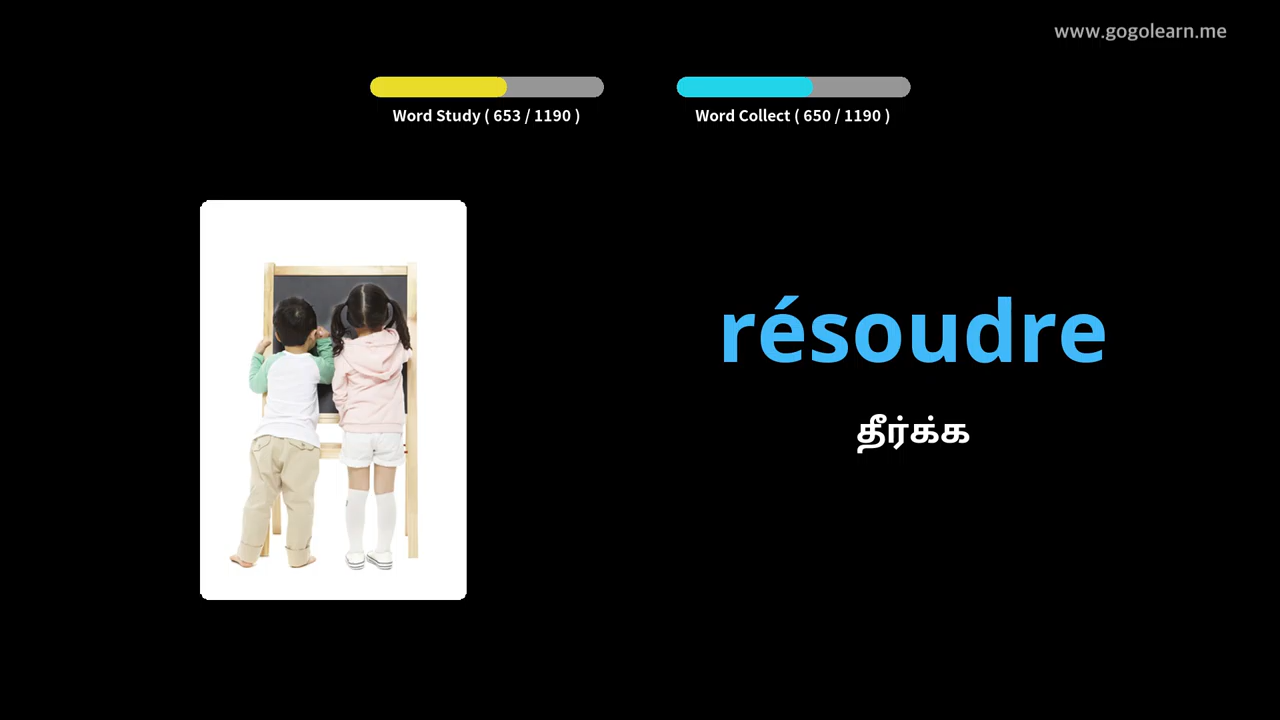 www.gogolearn.me
Word Study ( 653 / 1190 )
Word Collect ( 650 / 1190 )
résoudre
தீர்க்க